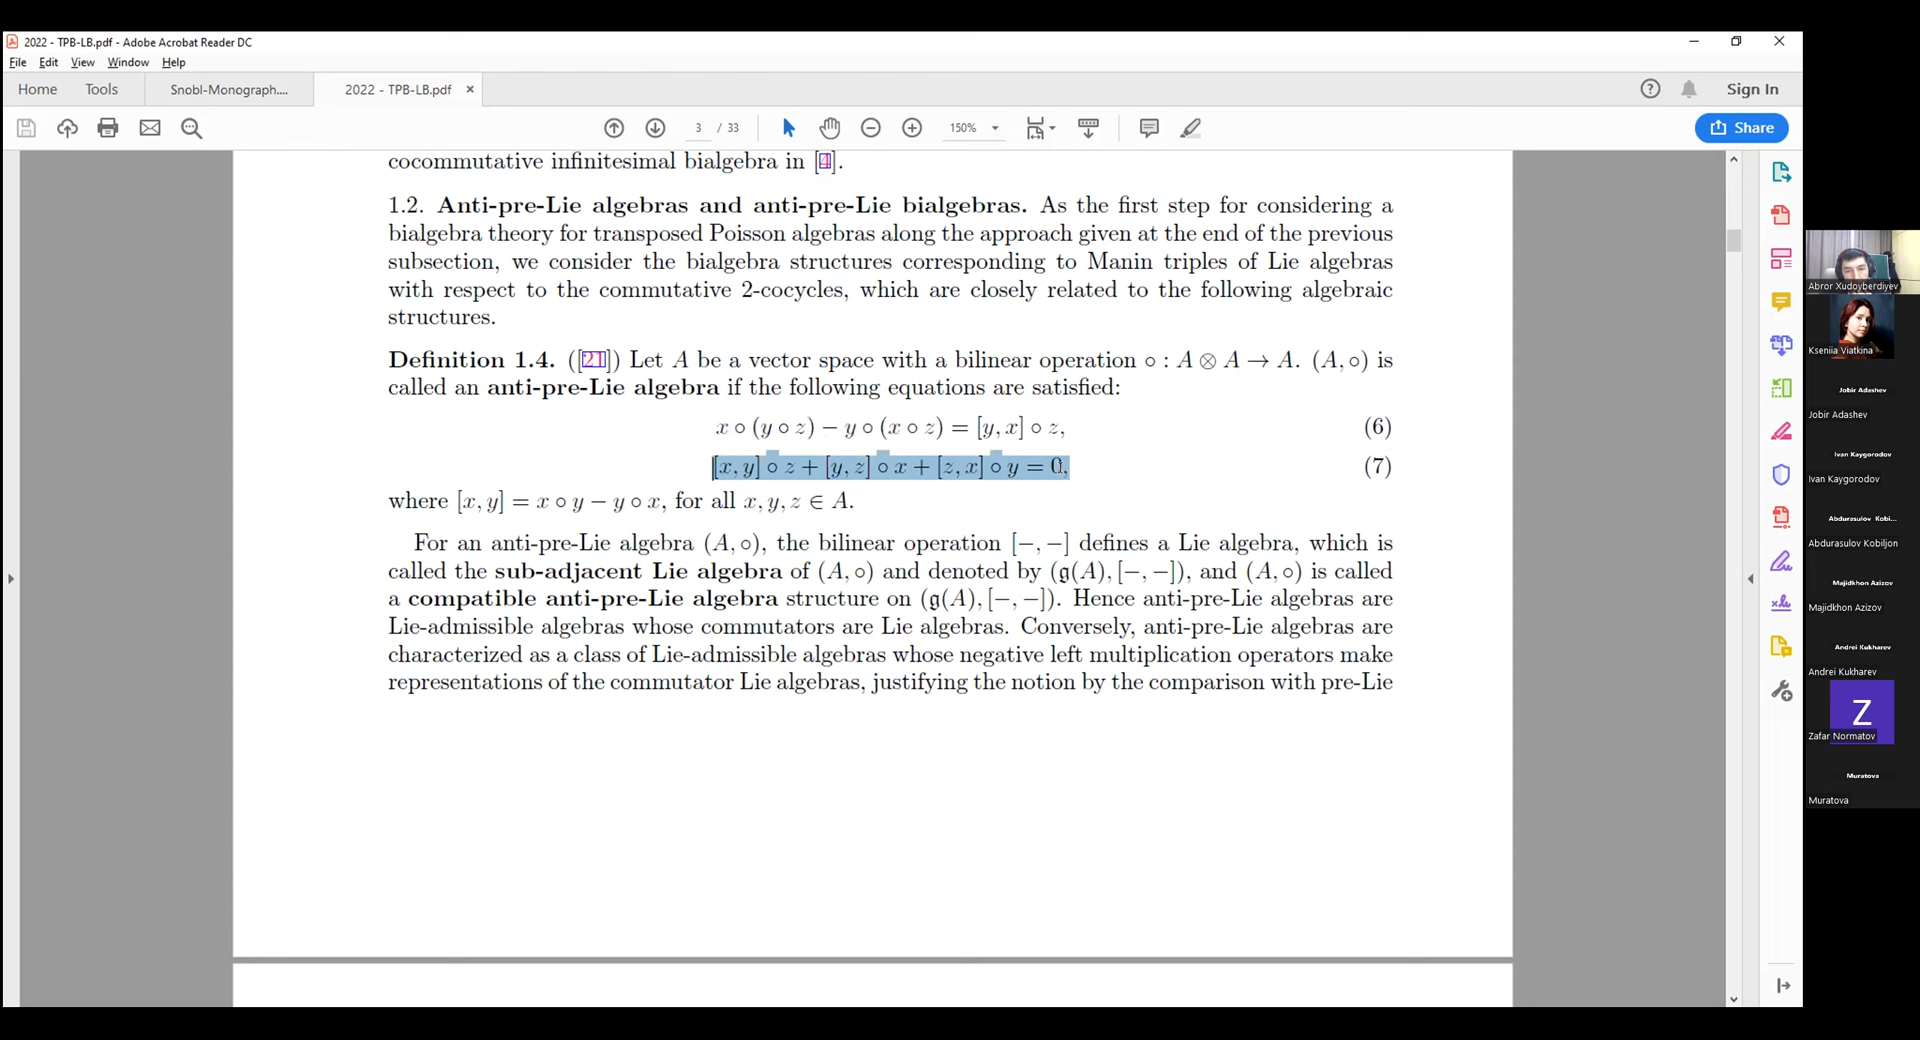 2022 - TPB-LB.pdf - Adobe Acrobat Reader DC
File Edit View Window Help
Home Tools Snobl-Monograph.... 2022 - TPB-LB.pdf × Sign In
3 / 33 150% Share
cocommutative infinitesimal bialgebra in [4].
1.2. Anti-pre-Lie algebras and anti-pre-Lie bialgebras. As the first step for considering a
bialgebra theory for transposed Poisson algebras along the approach given at the end of the previous
subsection, we consider the bialgebra structures corresponding to Manin triples of Lie algebras
with respect to the commutative 2-cocycles, which are closely related to the following algebraic
structures.
Definition 1.4. ([21]) Let A be a vector space with a bilinear operation ∘ : A ⊗ A → A. (A, ∘) is
called an anti-pre-Lie algebra if the following equations are satisfied:
x ∘ (y ∘ z) − y ∘ (x ∘ z) = [y, x] ∘ z, (6)
[x, y] ∘ z + [y, z] ∘ x + [z, x] ∘ y = 0, (7)
where [x, y] = x ∘ y − y ∘ x, for all x, y, z ∈ A.
For an anti-pre-Lie algebra (A, ∘), the bilinear operation [−, −] defines a Lie algebra, which is
called the sub-adjacent Lie algebra of (A, ∘) and denoted by (𝔤(A), [−, −]), and (A, ∘) is called
a compatible anti-pre-Lie algebra structure on (𝔤(A), [−, −]). Hence anti-pre-Lie algebras are
Lie-admissible algebras whose commutators are Lie algebras. Conversely, anti-pre-Lie algebras are
characterized as a class of Lie-admissible algebras whose negative left multiplication operators make
representations of the commutator Lie algebras, justifying the notion by the comparison with pre-Lie
Abror Xudoyberdiyev
Kseniia Viatkina
Jobir Adashev
Jobir Adashev
Ivan Kaygorodov
Ivan Kaygorodov
Abdurasulov Kobi...
Abdurasulov Kobiljon
Majidkhon Azizov
Majidkhon Azizov
Andrei Kukharev
Andrei Kukharev
Z
Zafar Normatov
Muratova
Muratova